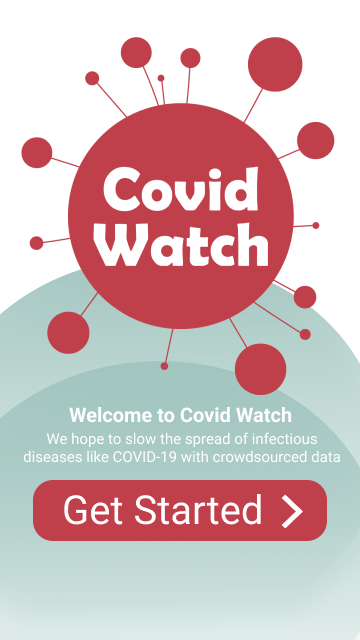 Covid
Watch
Welcome to Covid Watch
We hope to slow the spread of infectious
diseases like COVID-19 with crowdsourced data
Get Started